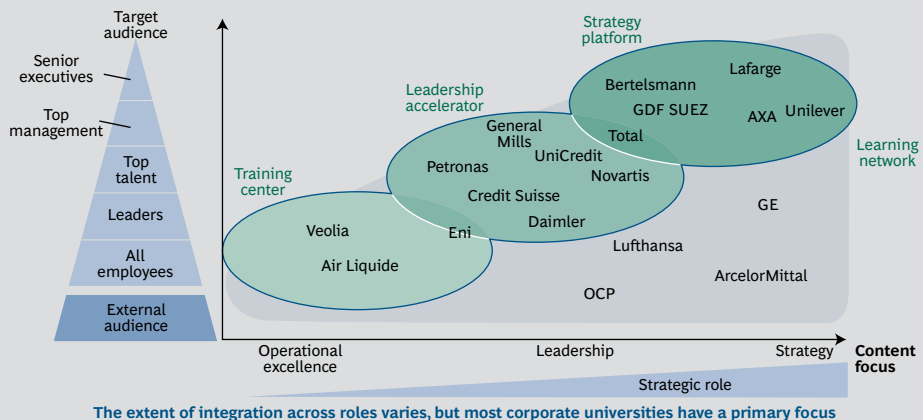 Target
audience
Senior
executives
Top
management
Top
talent
Leaders
All
employees
External
audience
Strategy
platform
Lafarge
Bertelsmann
GDF SUEZ
AXA
Unilever
Total
Leadership
accelerator
General
Mills
UniCredit
Petronas
Novartis
Credit Suisse
Daimler
Learning
network
Training
center
Veolia
Eni
Air Liquide
GE
Lufthansa
ArcelorMittal
OCP
Operational
excellence
Leadership
Strategy
Content
focus
Strategic role
The extent of integration across roles varies, but most corporate universities have a primary focus